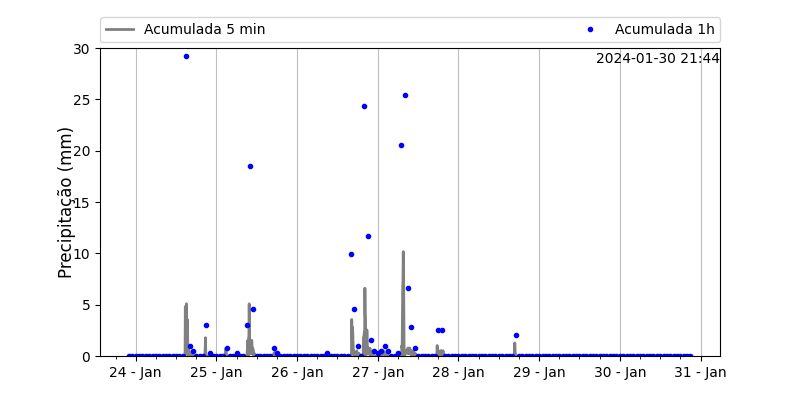 Acumulada 5 min
Acumulada 1h
2024-01-30 21:44
Precipitação (mm)
30
25
20
15
10
5
0
24 - Jan
25 - Jan
26 - Jan
27 - Jan
28 - Jan
29 - Jan
30 - Jan
31 - Jan